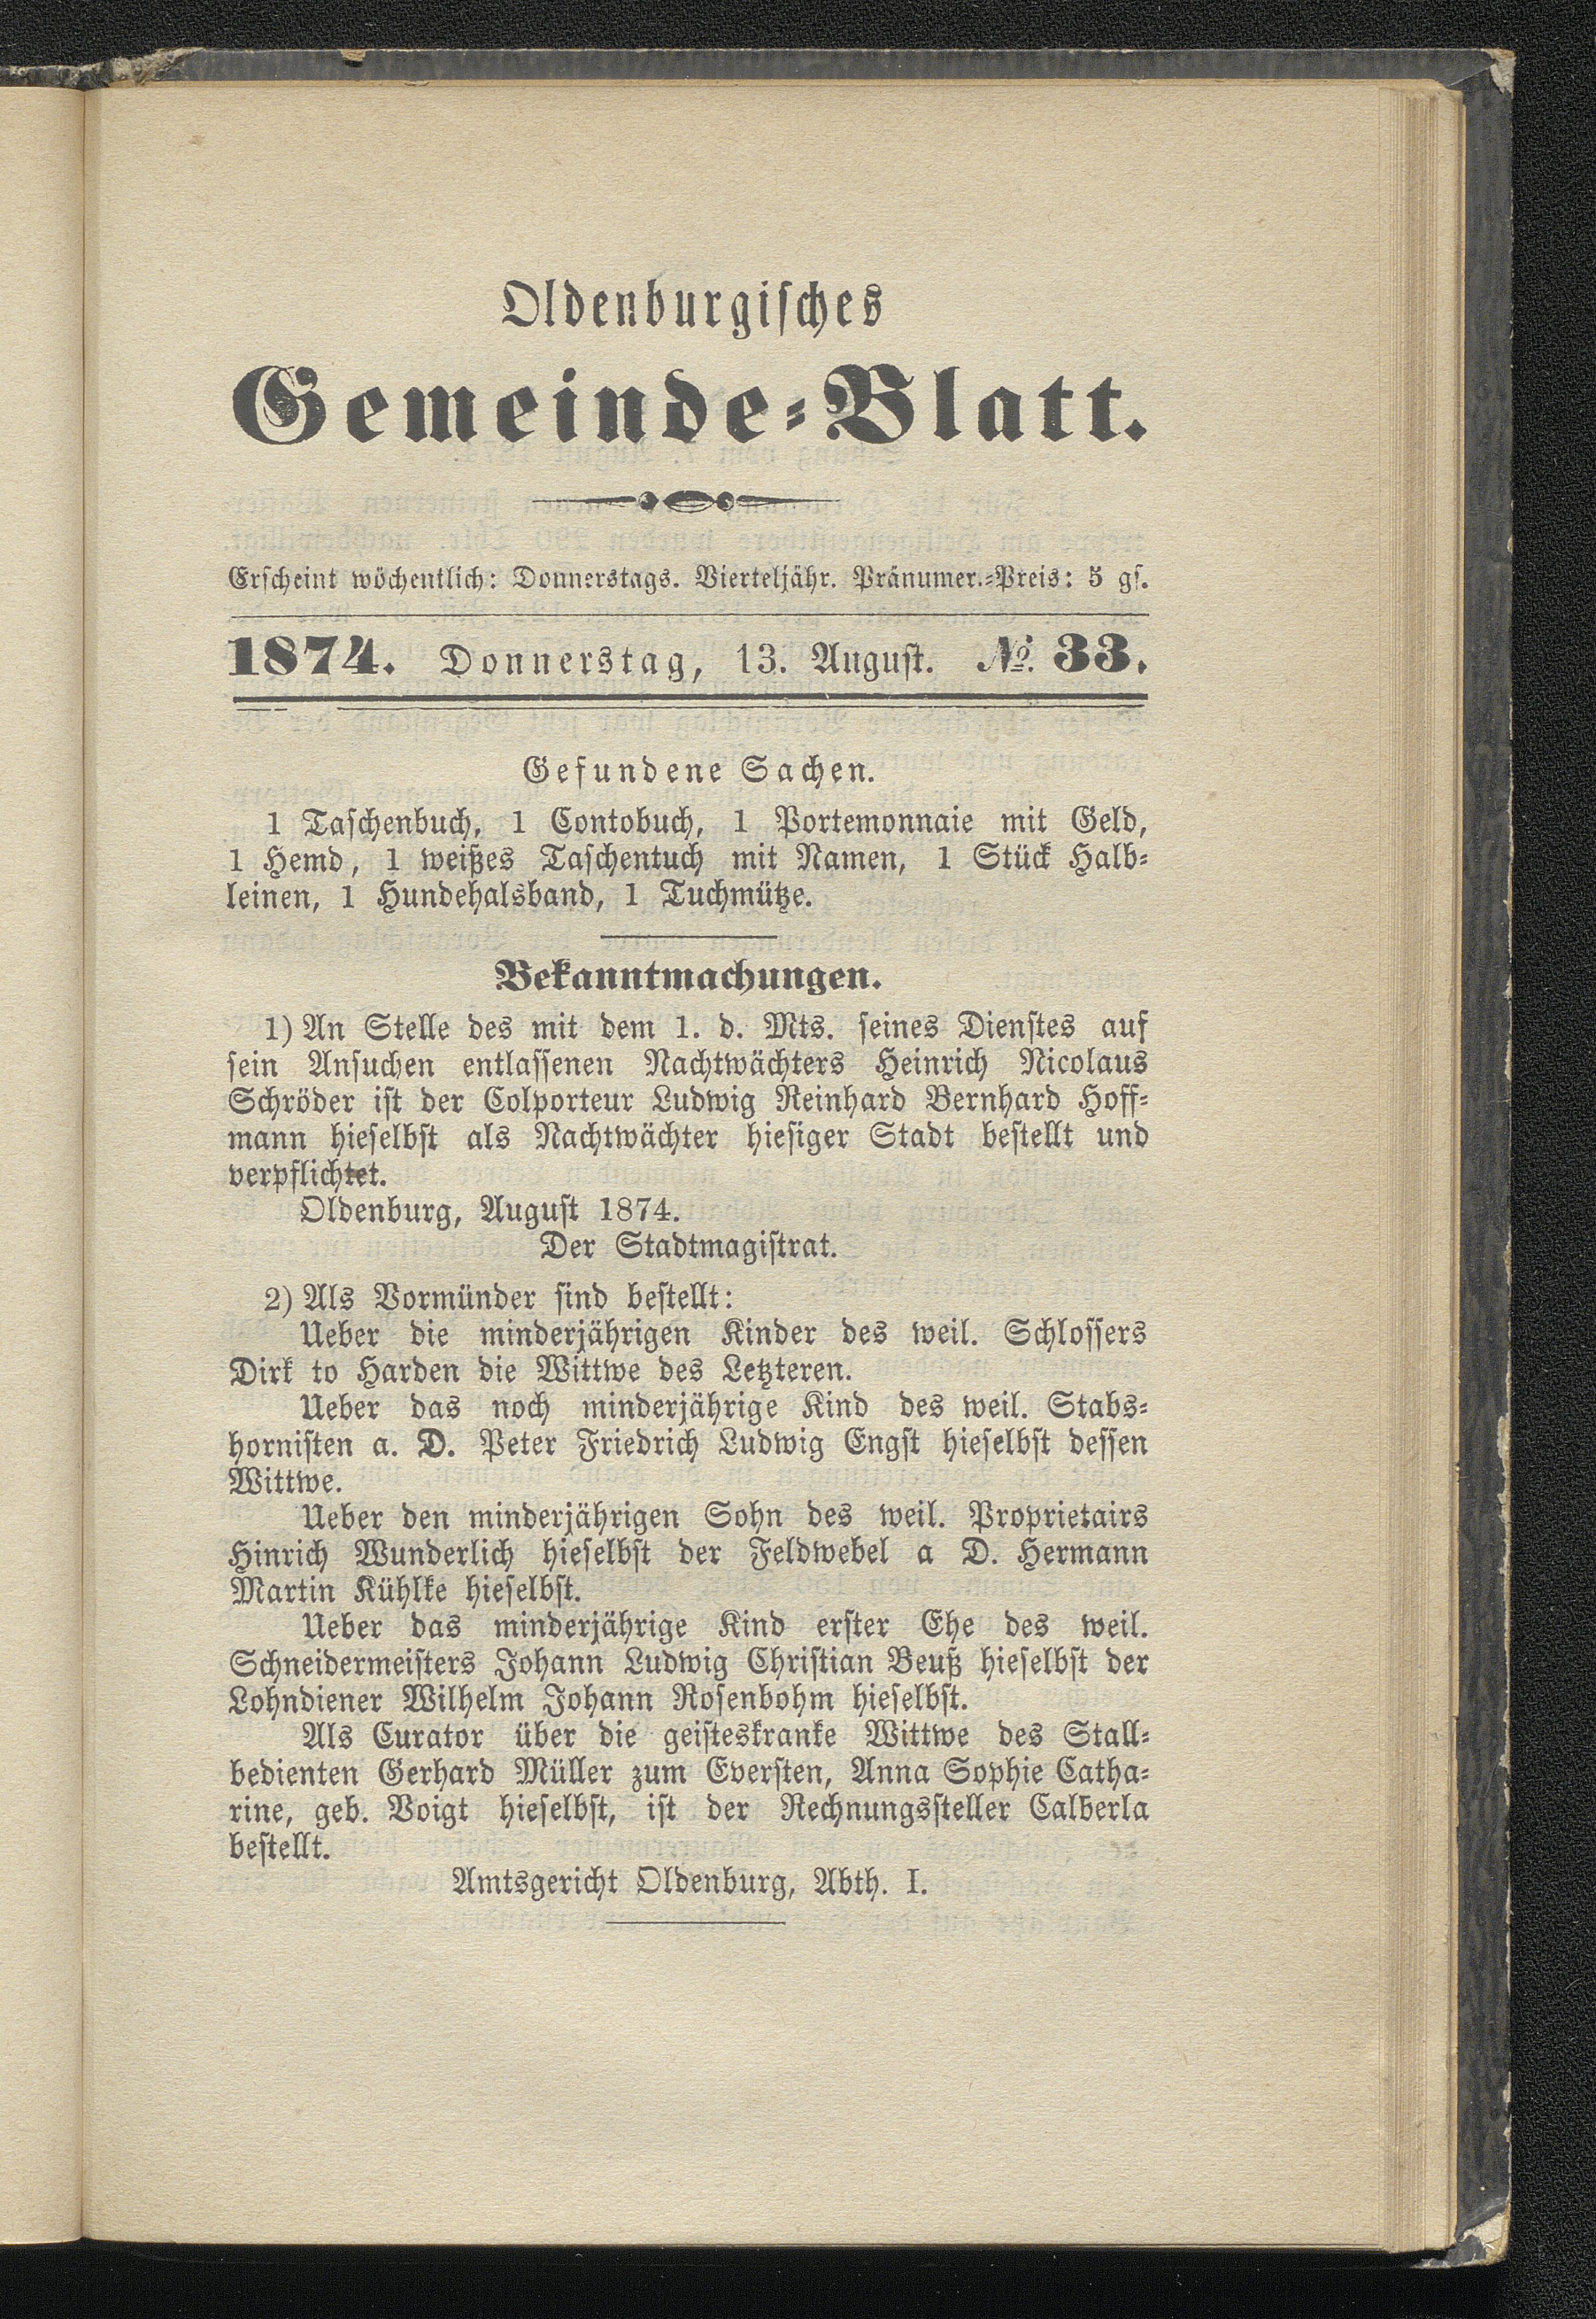 Oldenburgisches
Gemeinde-Blatt.
Erscheint wöchentlich: Donnerstags. Vierteljähr. Pränumer.-Preis: 5 gs.
1874. Donnerstag, 13. August. №. 33.
Gefundene Sachen.
1 Taschenbuch, 1 Contobuch, 1 Portemonnaie mit Geld,
1 Hemd, 1 weißes Taschentuch mit Namen, 1 Stück Halb-
leinen, 1 Hundehalsband, 1 Tuchmütze.
Bekanntmachungen.
1) An Stelle des mit dem 1. d. Mts. seines Dienstes auf
sein Ansuchen entlassenen Nachtwächters Heinrich Nicolaus
Schröder ist der Colporteur Ludwig Reinhard Bernhard Hoff-
mann hieselbst als Nachtwächter hiesiger Stadt bestellt und
verpflichtet.
Oldenburg, August 1874.
Der Stadtmagistrat.
2) Als Vormünder sind bestellt:
Ueber die minderjährigen Kinder des weil. Schlossers
Dirk to Harden die Wittwe des Letzteren.
Ueber das noch minderjährige Kind des weil. Stabs-
hornisten a. D. Peter Friedrich Ludwig Engst hieselbst dessen
Wittwe.
Ueber den minderjährigen Sohn des weil. Proprietairs
Hinrich Wunderlich hieselbst der Feldwebel a D. Hermann
Martin Kühlke hieselbst.
Ueber das minderjährige Kind erster Ehe des weil.
Schneidermeisters Johann Ludwig Christian Beuß hieselbst der
Lohndiener Wilhelm Johann Rosenbohm hieselbst.
Als Curator über die geisteskranke Wittwe des Stall-
bedienten Gerhard Müller zum Eversten, Anna Sophie Catha-
rine, geb. Voigt hieselbst, ist der Rechnungssteller Calberla
bestellt.
Amtsgericht Oldenburg, Abth. I.